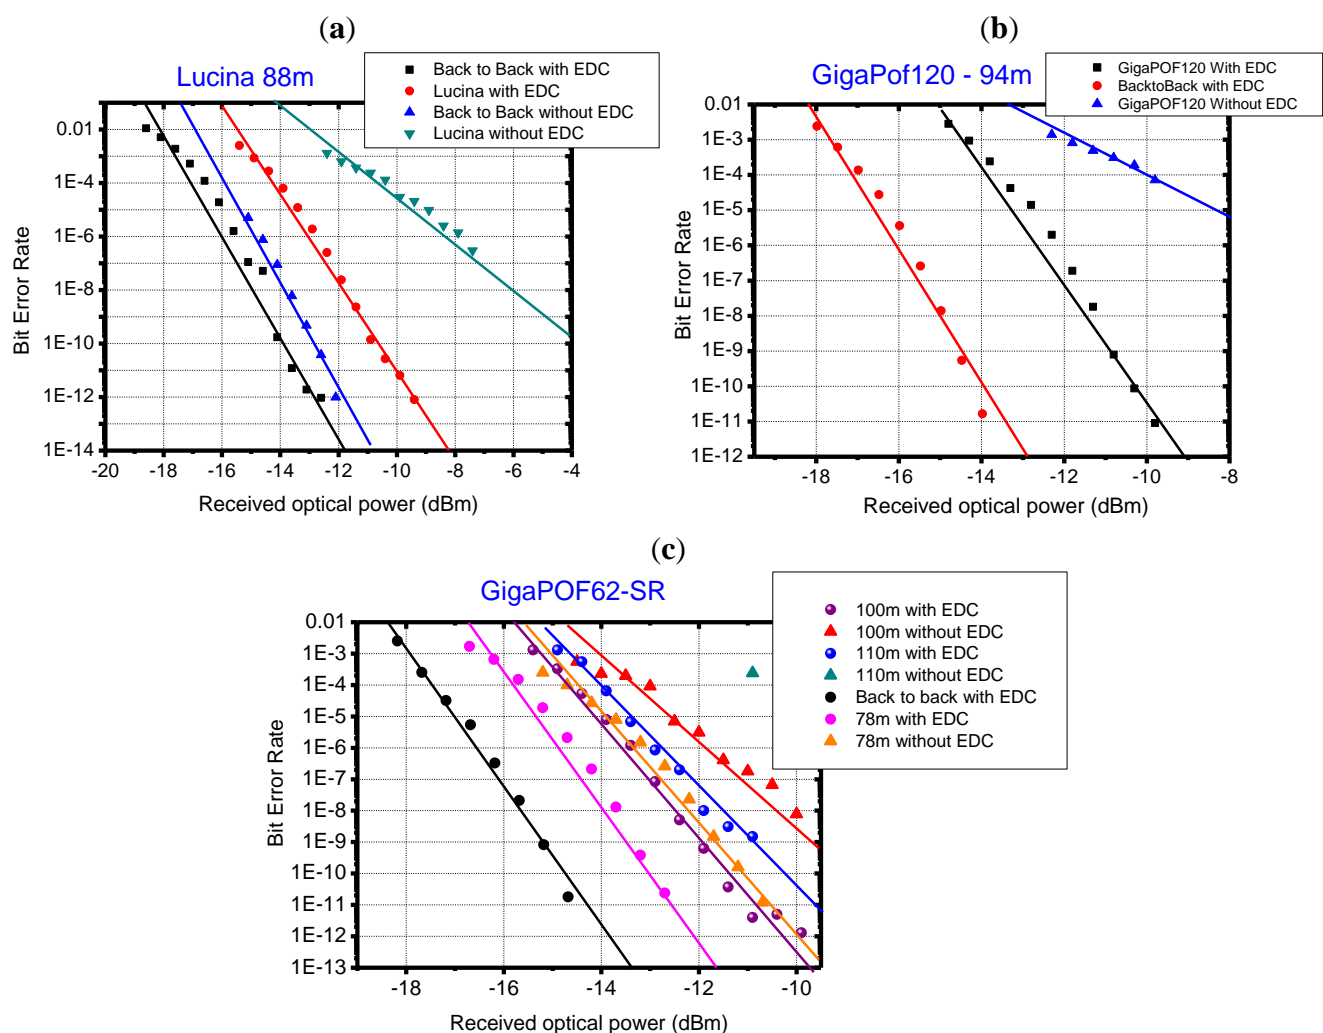 (a)
Lucina 88m
Back to Back with EDC
Lucina with EDC
Back to Back without EDC
Lucina without EDC
0.01
1E-4
1E-6
1E-8
1E-10
1E-12
1E-14
Bit Error Rate
-20 -18 -16 -14 -12 -10 -8 -6 -4
Received optical power (dBm)
(b)
GigaPof120 - 94m
GigaPOF120 With EDC
BacktoBack with EDC
GigaPOF120 Without EDC
0.01
1E-3
1E-4
1E-5
1E-6
1E-7
1E-8
1E-9
1E-10
1E-11
1E-12
Bit Error Rate
-18 -16 -14 -12 -10 -8
Received optical power (dBm)
(c)
GigaPOF62-SR
100m with EDC
100m without EDC
110m with EDC
110m without EDC
Back to back with EDC
78m with EDC
78m without EDC
0.01
1E-3
1E-4
1E-5
1E-6
1E-7
1E-8
1E-9
1E-10
1E-11
1E-12
1E-13
Bit Error Rate
-18 -16 -14 -12 -10
Received optical power (dBm)